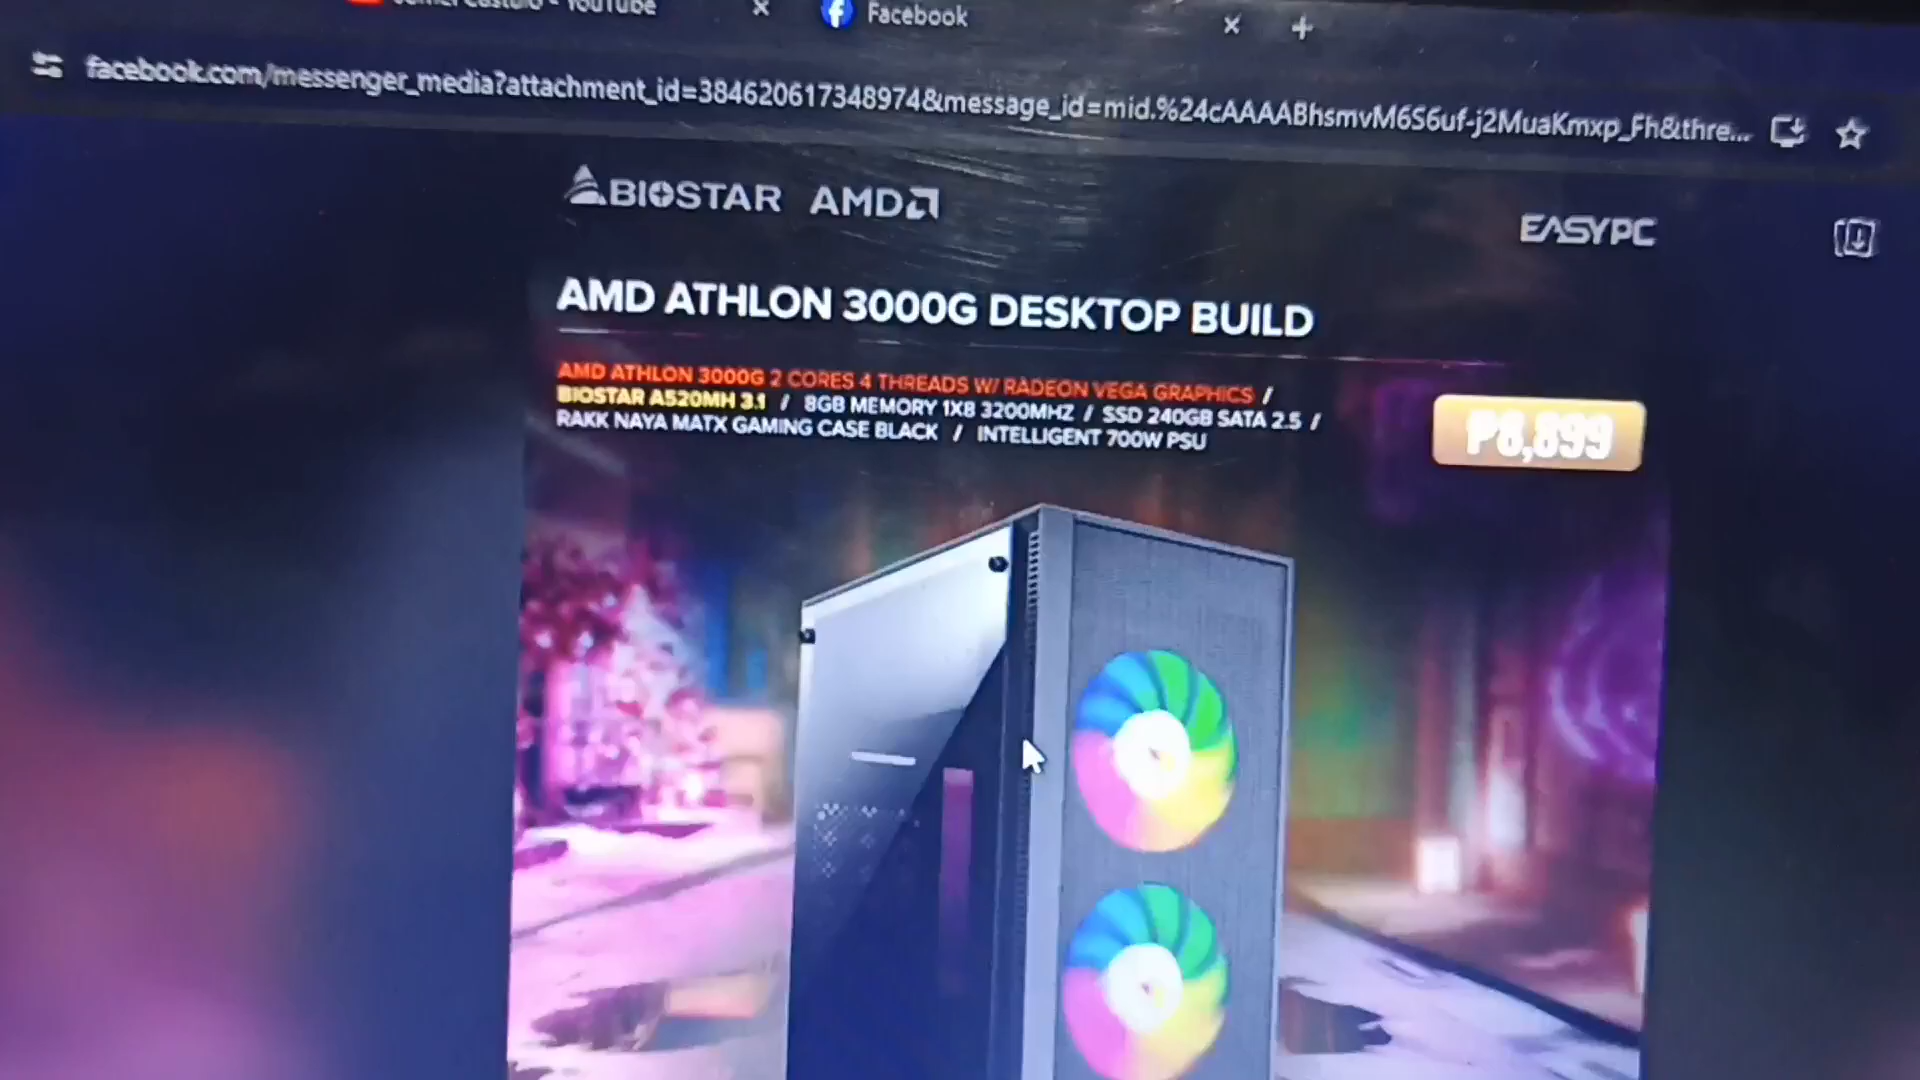 YouTube
Facebook
facebook.com/messenger_media?attachment_id=384620617348974&message_id=mid.%24cAAAABhsmvM6S6uf-j2MuaKmxp_Fh&thre...
BIOSTAR AMD
EASYPC
AMD ATHLON 3000G DESKTOP BUILD
AMD ATHLON 3000G 2 CORES 4 THREADS W/ RADEON VEGA GRAPHICS /
BIOSTAR A520MH 3.1 / 8GB MEMORY 1X8 3200MHZ / SSD 240GB SATA 2.5 /
RAKK NAYA MATX GAMING CASE BLACK / INTELLIGENT 700W PSU
₱8,899